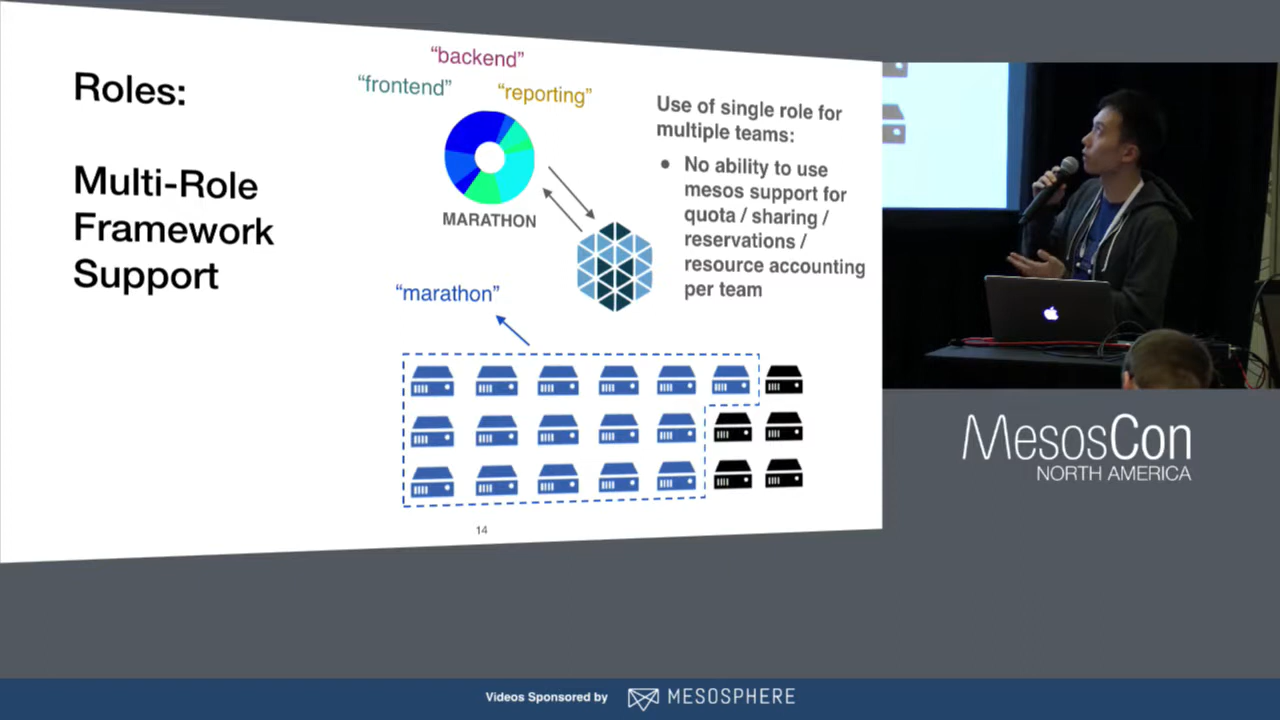 Roles:
Multi-Role
Framework
Support
“backend”
“frontend”
“reporting”
MARATHON
“marathon”
Use of single role for
multiple teams:
• No ability to use
mesos support for
quota / sharing /
reservations /
resource accounting
per team
14
MesosCon
NORTH AMERICA
Videos Sponsored by
MESOSPHERE